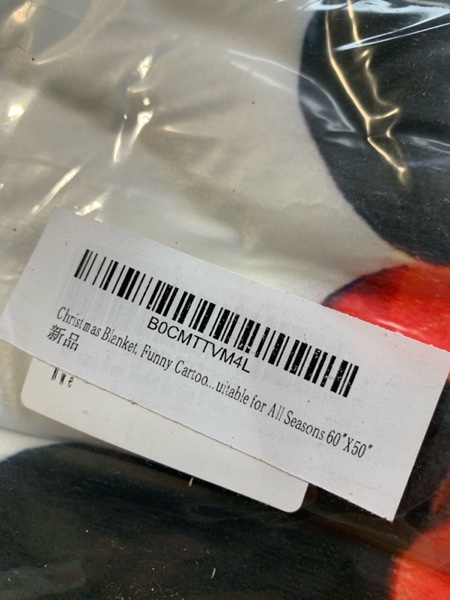 B0CMTTVM4L
Christmas Blanket, Funny Cartoo...uitable for All Seasons 60"X50"
新品